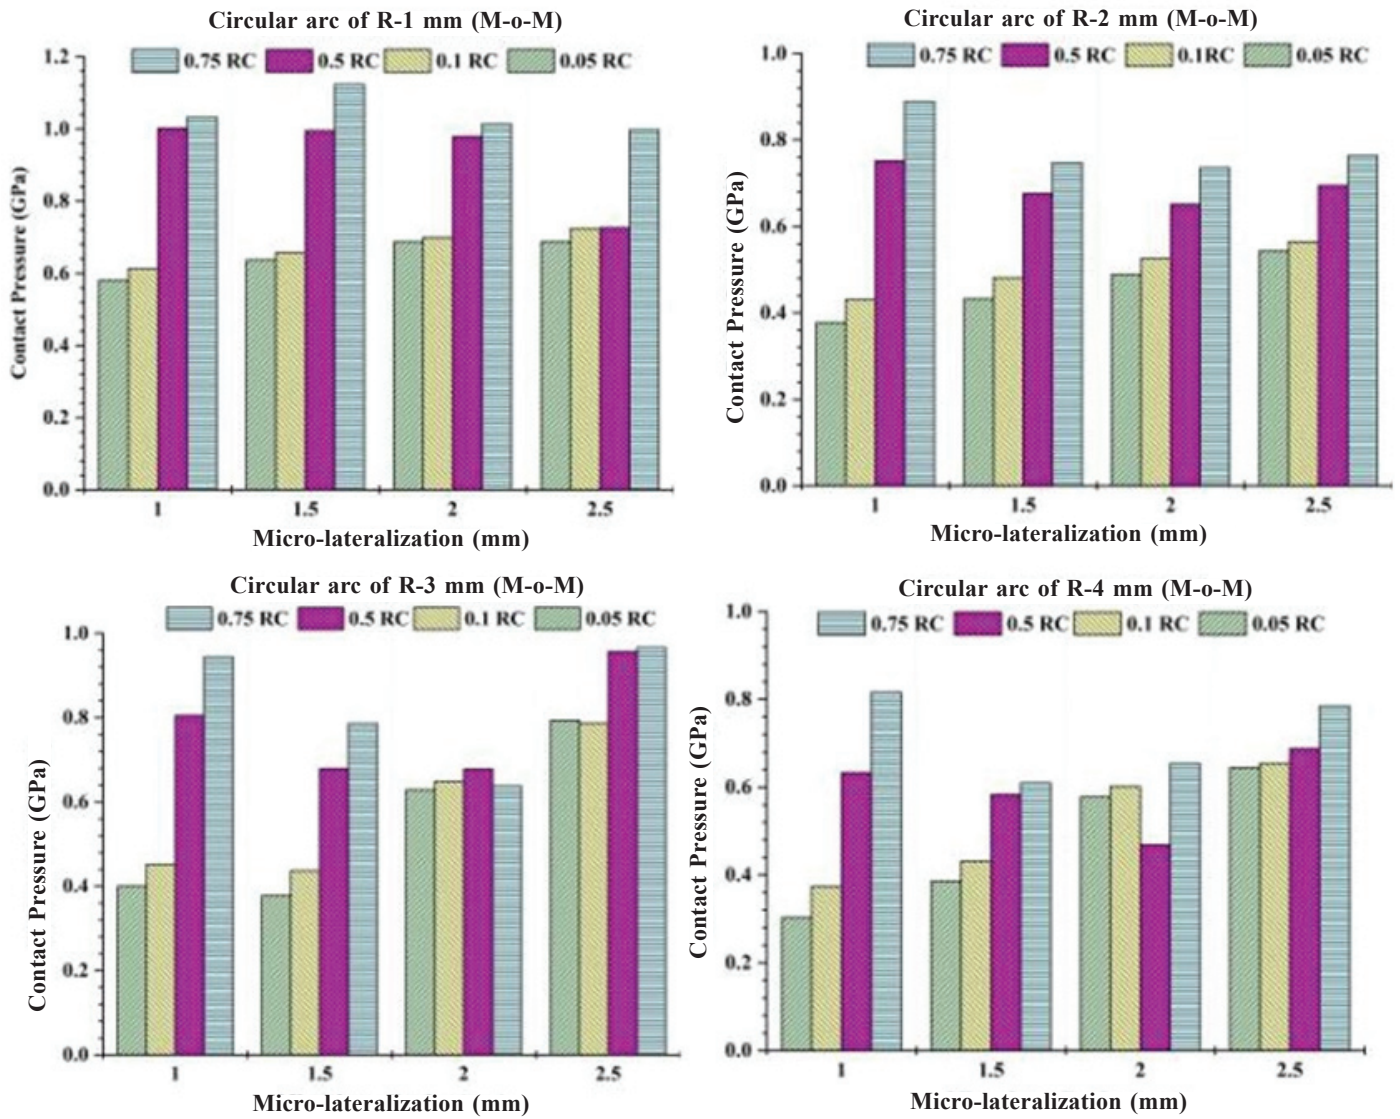 Circular arc of R-1 mm (M-o-M)
0.75 RC 0.5 RC 0.1 RC 0.05 RC
Contact Pressure (GPa)
1.2
1.0
0.8
0.6
0.4
0.2
0.0
1 1.5 2 2.5
Micro-lateralization (mm)
Circular arc of R-2 mm (M-o-M)
0.75 RC 0.5 RC 0.1RC 0.05 RC
Contact Pressure (GPa)
1.0
0.8
0.6
0.4
0.2
0.0
1 1.5 2 2.5
Micro-lateralization (mm)
Circular arc of R-3 mm (M-o-M)
0.75 RC 0.5 RC 0.1 RC 0.05 RC
Contact Pressure (GPa)
1.0
0.8
0.6
0.4
0.2
0.0
1 1.5 2 2.5
Micro-lateralization (mm)
Circular arc of R-4 mm (M-o-M)
0.75 RC 0.5 RC 0.1 RC 0.05 RC
Contact Pressure (GPa)
1.0
0.8
0.6
0.4
0.2
0.0
1 1.5 2 2.5
Micro-lateralization (mm)